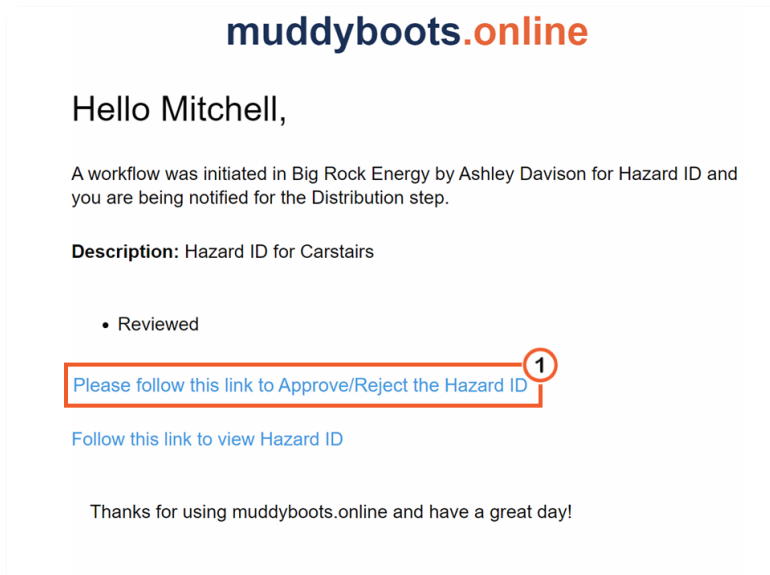 muddyboots.online
Hello Mitchell,
A workflow was initiated in Big Rock Energy by Ashley Davison for Hazard ID and
you are being notified for the Distribution step.
Description: Hazard ID for Carstairs
• Reviewed
1
Please follow this link to Approve/Reject the Hazard ID
Follow this link to view Hazard ID
Thanks for using muddyboots.online and have a great day!